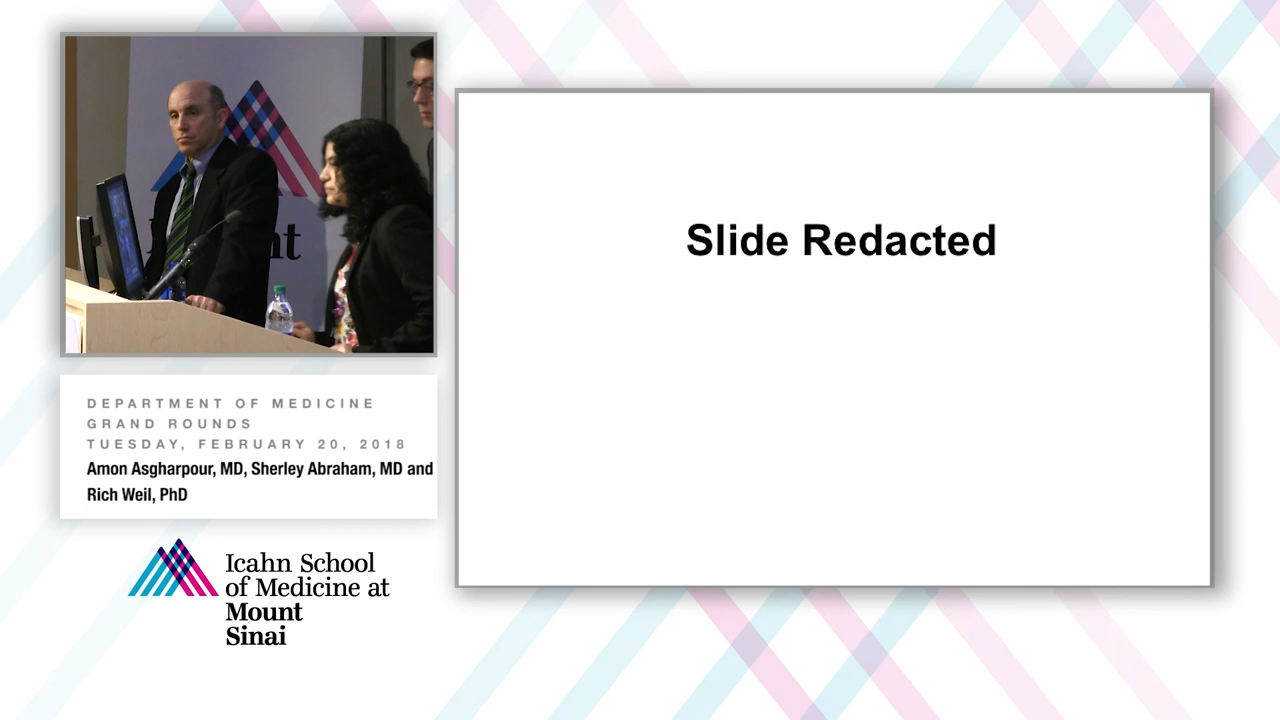 Slide Redacted
DEPARTMENT OF MEDICINE
GRAND ROUNDS
TUESDAY, FEBRUARY 20, 2018
Amon Asgharpour, MD, Sherley Abraham, MD and
Rich Weil, PhD
Icahn School
of Medicine at
Mount
Sinai